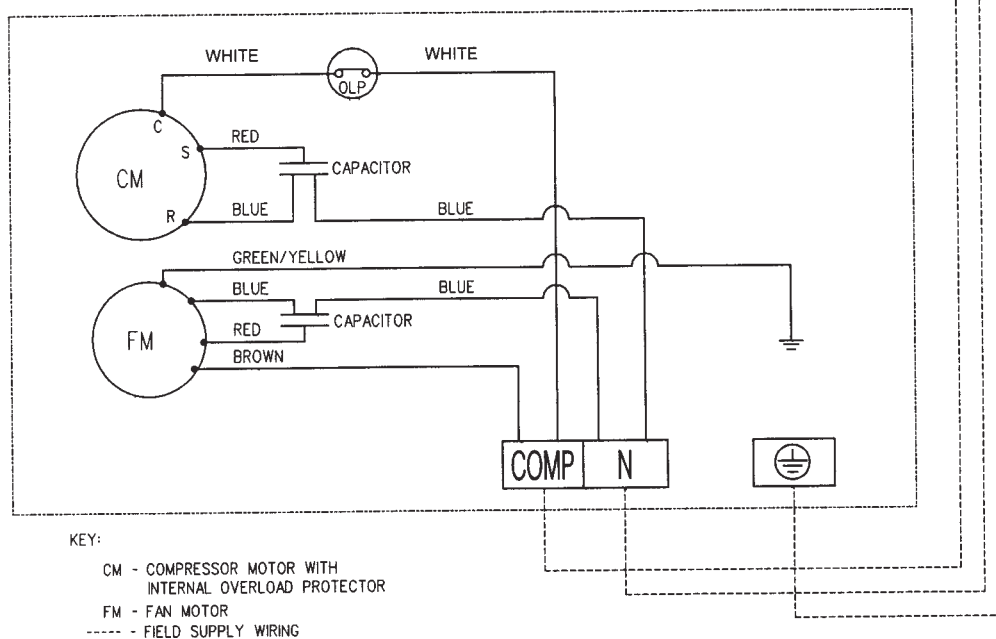 WHITE
WHITE
OLP
C
RED
S
CAPACITOR
CM
R
BLUE
BLUE
GREEN/YELLOW
BLUE
BLUE
CAPACITOR
FM
RED
BROWN
COMP
N
KEY:
CM - COMPRESSOR MOTOR WITH
INTERNAL OVERLOAD PROTECTOR
FM - FAN MOTOR
----- - FIELD SUPPLY WIRING